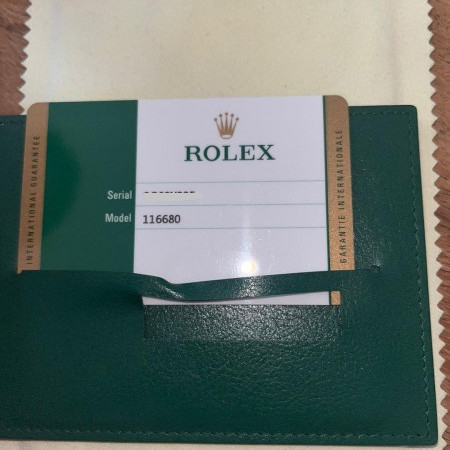 ROLEX
INTERNATIONAL GUARANTEE
Serial
Model 116680
GARANTIE INTERNATIONALE